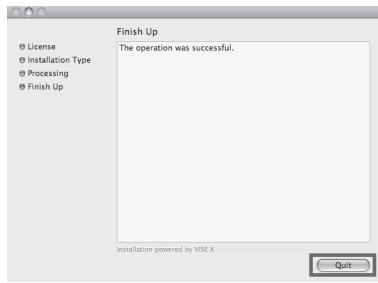 Finish Up
License
Installation Type
Processing
Finish Up
The operation was successful.
Installation powered by VISE X
Quit